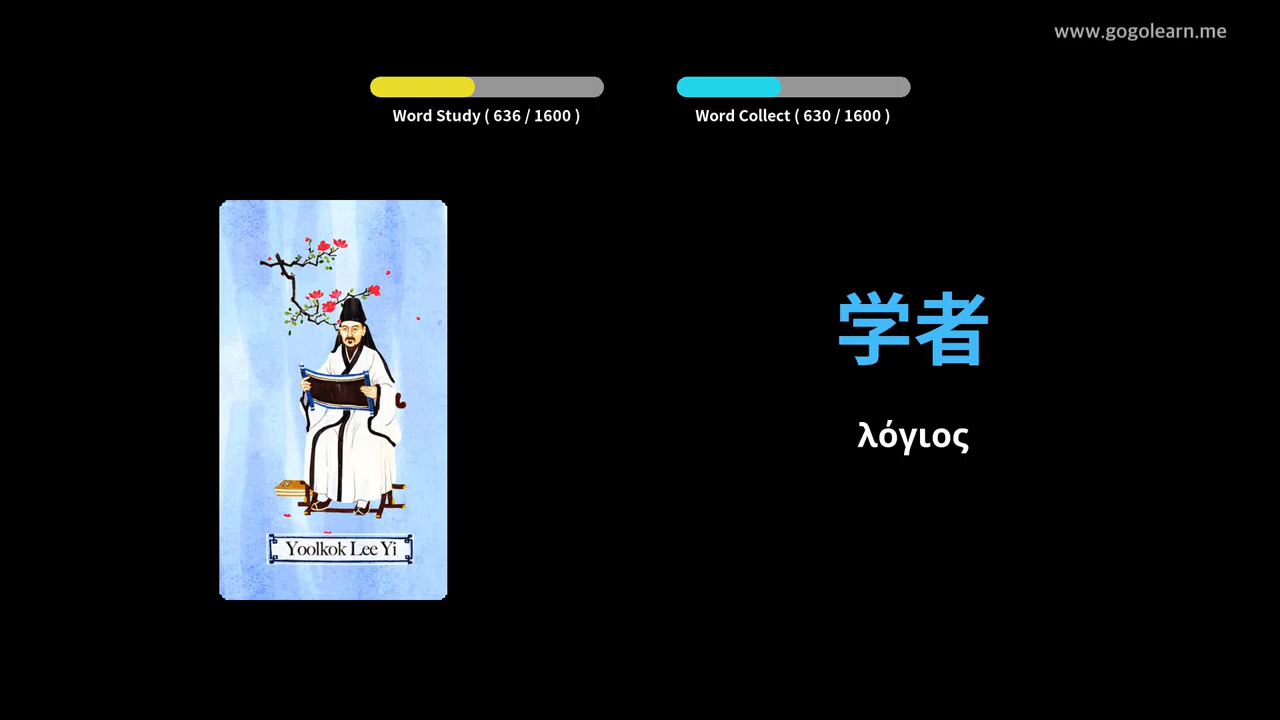 www.gogolearn.me
Word Study ( 636 / 1600 )
Word Collect ( 630 / 1600 )
学者
λόγιος
Yoolkok Lee Yi